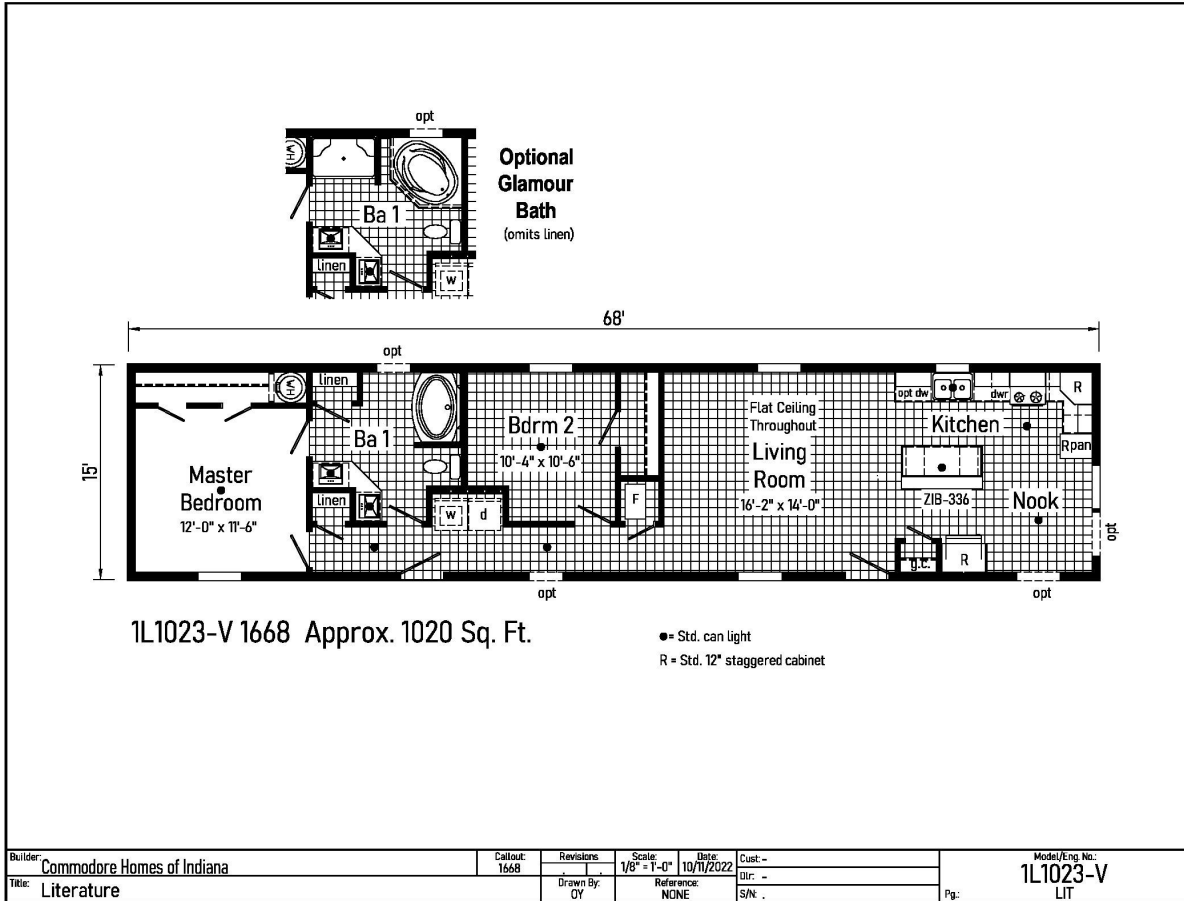 opt
WH
Optional
Glamour
Bath
(omits linen)
Ba 1
linen
w
68'
opt
15'
WH
linen
opt dw
dwr
R
Flat Ceiling
Throughout
Ba 1
Bdrm 2
10'-4" x 10'-6"
Kitchen
Rpan
Living
Room
16'-2" x 14'-0"
Master
Bedroom
12'-0" x 11'-6"
linen
w
d
F
ZIB-336
Nook
g.c.
R
opt
opt
opt
1L1023-V 1668 Approx. 1020 Sq. Ft.
●= Std. can light
R = Std. 12" staggered cabinet
Builder: Commodore Homes of Indiana
Title: Literature
Callout:
1668
Revisions
Scale:
1/8" = 1'-0"
Date:
10/11/2022
Drawn By:
OY
Reference:
NONE
Cust: -
Dlr: -
S/N: .
Model/Eng. No.:
1L1023-V
Pg.: LIT